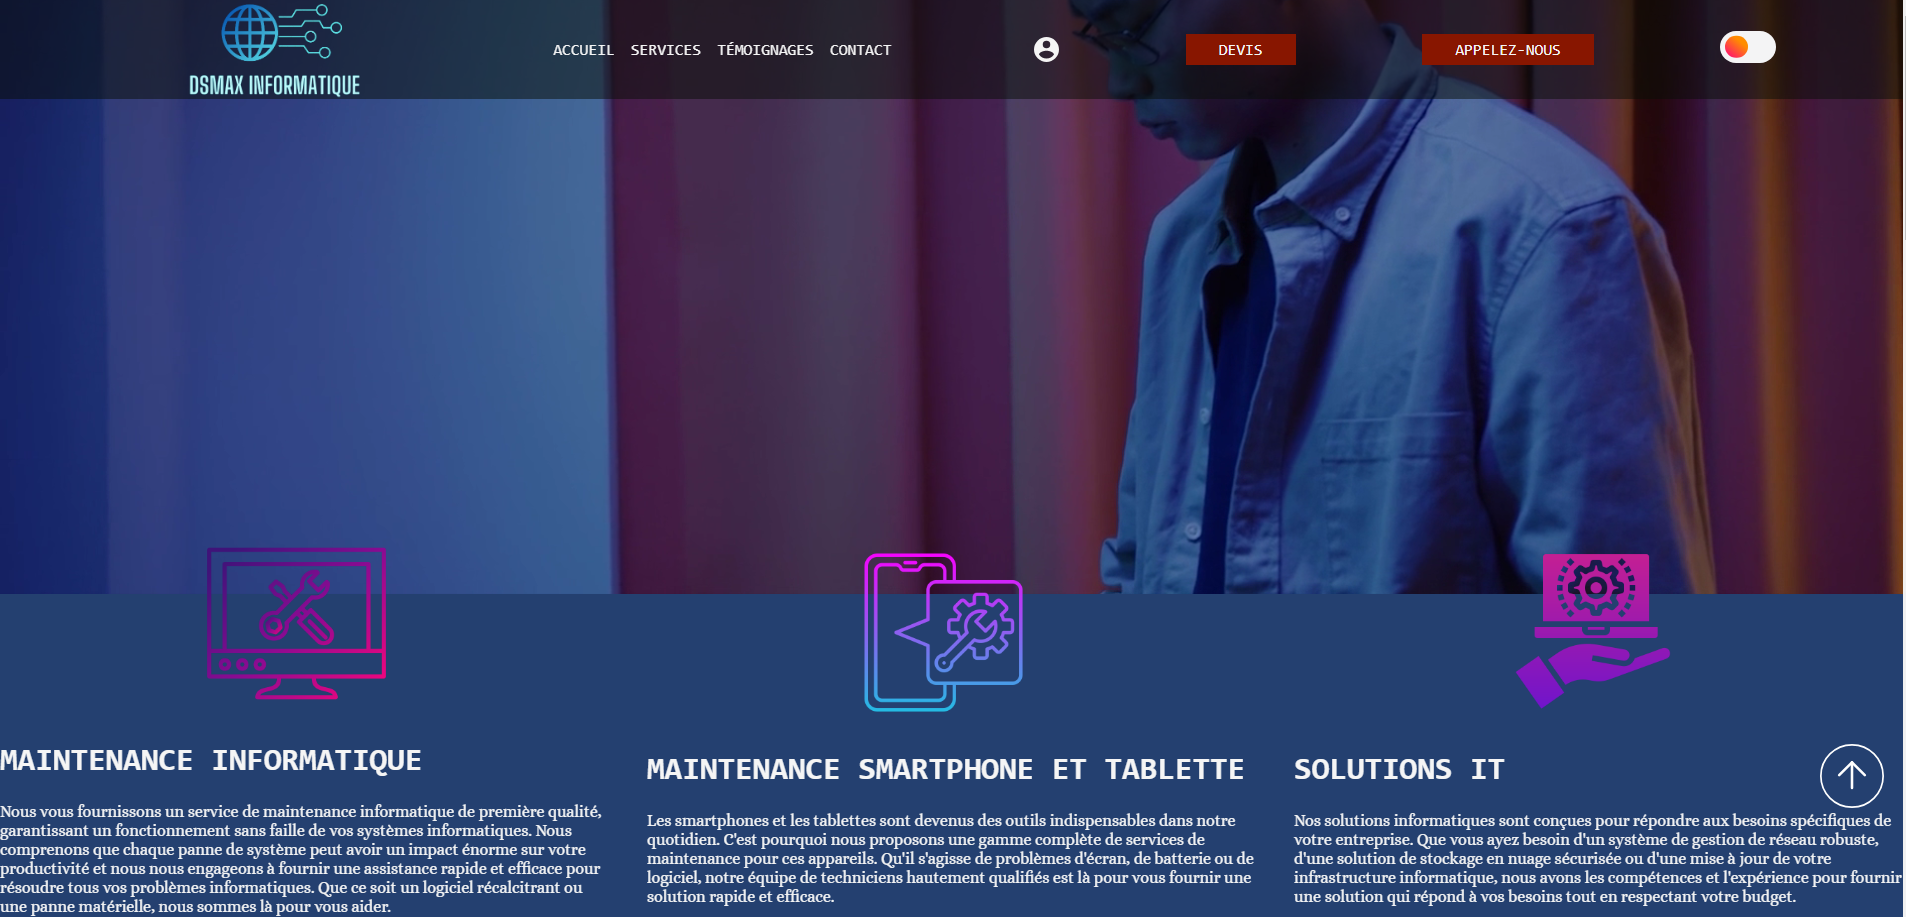 DSMAX INFORMATIQUE
ACCUEIL SERVICES TÉMOIGNAGES CONTACT
DEVIS
APPELEZ-NOUS
MAINTENANCE INFORMATIQUE
Nous vous fournissons un service de maintenance informatique de première qualité,
garantissant un fonctionnement sans faille de vos systèmes informatiques. Nous
comprenons que chaque panne de système peut avoir un impact énorme sur votre
productivité et nous nous engageons à fournir une assistance rapide et efficace pour
résoudre tous vos problèmes informatiques. Que ce soit un logiciel récalcitrant ou
une panne matérielle, nous sommes là pour vous aider.
MAINTENANCE SMARTPHONE ET TABLETTE
Les smartphones et les tablettes sont devenus des outils indispensables dans notre
quotidien. C'est pourquoi nous proposons une gamme complète de services de
maintenance pour ces appareils. Qu'il s'agisse de problèmes d'écran, de batterie ou de
logiciel, notre équipe de techniciens hautement qualifiés est là pour vous fournir une
solution rapide et efficace.
SOLUTIONS IT
Nos solutions informatiques sont conçues pour répondre aux besoins spécifiques de
votre entreprise. Que vous ayez besoin d'un système de gestion de réseau robuste,
d'une solution de stockage en nuage sécurisée ou d'une mise à jour de votre
infrastructure informatique, nous avons les compétences et l'expérience pour fournir
une solution qui répond à vos besoins tout en respectant votre budget.